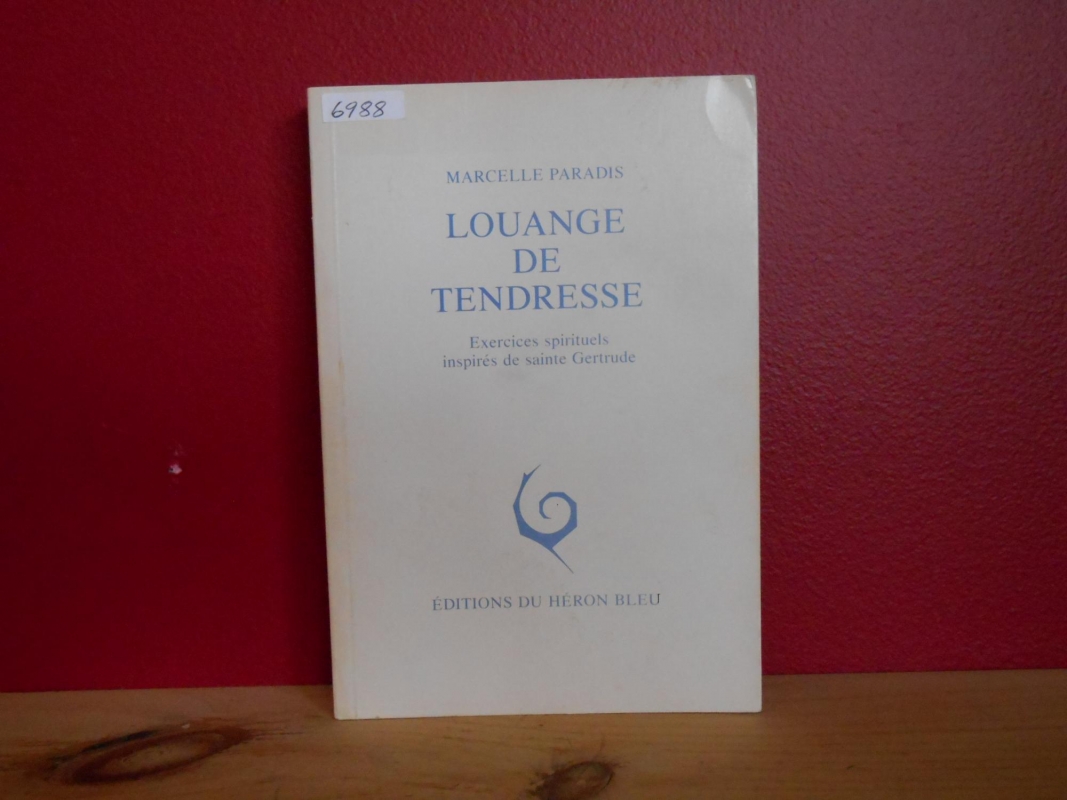 6988
MARCELLE PARADIS
LOUANGE
DE
TENDRESSE
Exercices spirituels
inspirés de sainte Gertrude
ÉDITIONS DU HÉRON BLEU